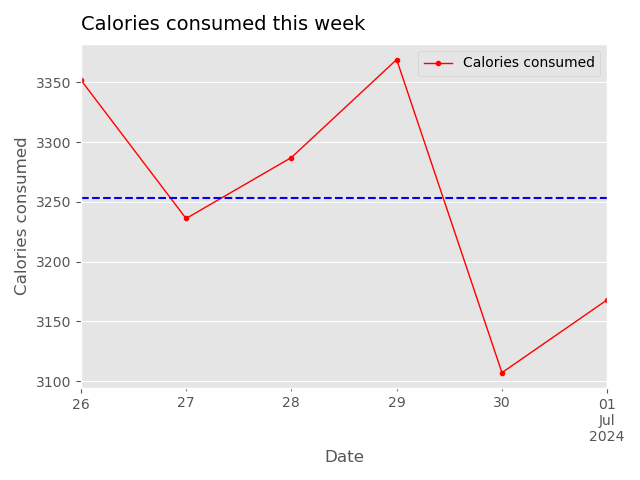 Calories consumed this week
Calories consumed
3350
3300
3250
3200
3150
3100
Calories consumed
26
27
28
29
30
01
Jul
2024
Date